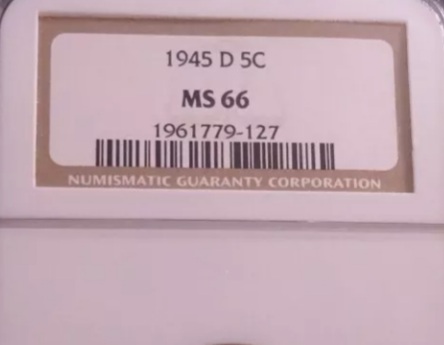 1945 D 5C
MS 66
1961779-127
NUMISMATIC GUARANTY CORPORATION